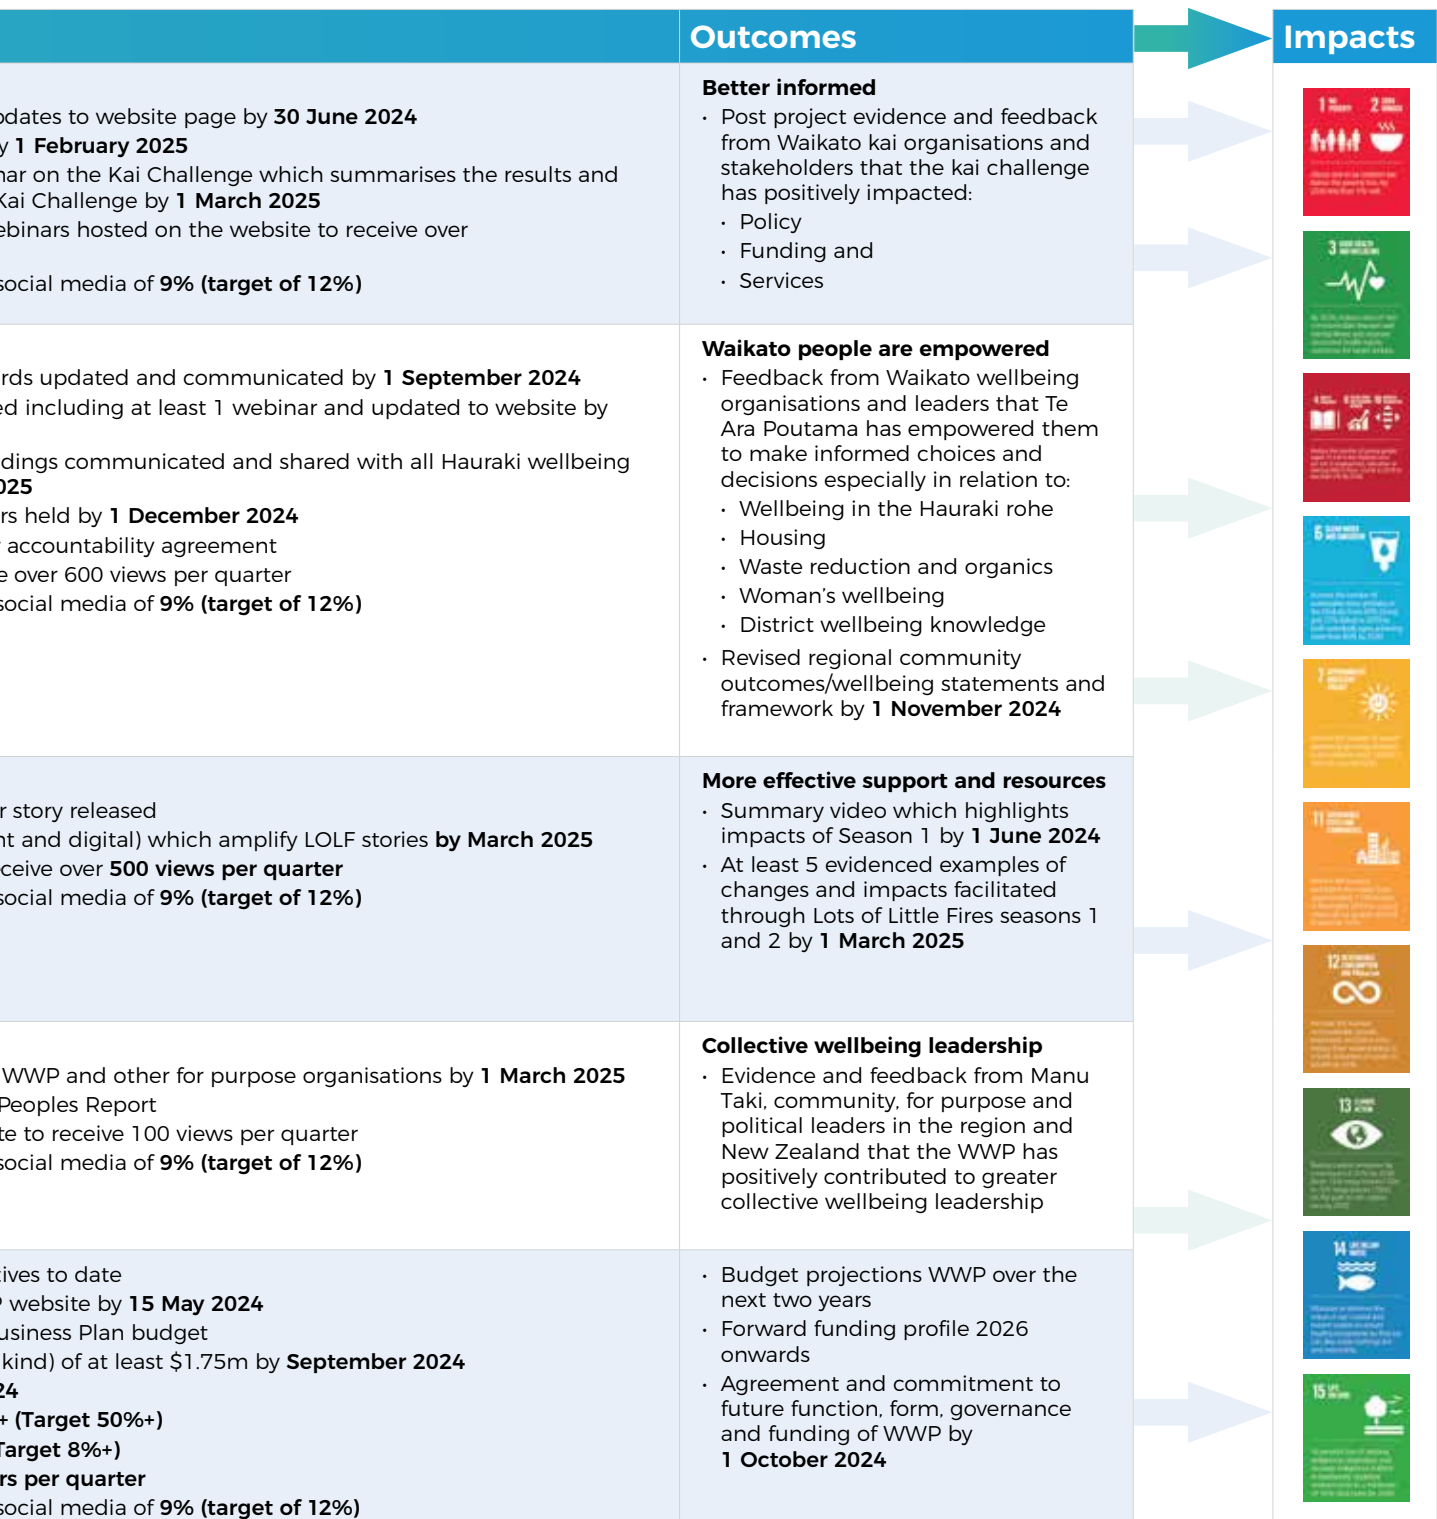 Outcomes
Impacts
dates to website page by 30 June 2024
1 February 2025
nar on the Kai Challenge which summarises the results and
Kai Challenge by 1 March 2025
ebinars hosted on the website to receive over
social media of 9% (target of 12%)
Better informed
· Post project evidence and feedback
from Waikato kai organisations and
stakeholders that the kai challenge
has positively impacted:
· Policy
· Funding and
· Services
rds updated and communicated by 1 September 2024
ed including at least 1 webinar and updated to website by
dings communicated and shared with all Hauraki wellbeing
025
rs held by 1 December 2024
accountability agreement
e over 600 views per quarter
social media of 9% (target of 12%)
Waikato people are empowered
· Feedback from Waikato wellbeing
organisations and leaders that Te
Ara Poutama has empowered them
to make informed choices and
decisions especially in relation to:
· Wellbeing in the Hauraki rohe
· Housing
· Waste reduction and organics
· Woman's wellbeing
· District wellbeing knowledge
· Revised regional community
outcomes/wellbeing statements and
framework by 1 November 2024
r story released
nt and digital) which amplify LOLF stories by March 2025
ceive over 500 views per quarter
social media of 9% (target of 12%)
More effective support and resources
· Summary video which highlights
impacts of Season 1 by 1 June 2024
· At least 5 evidenced examples of
changes and impacts facilitated
through Lots of Little Fires seasons 1
and 2 by 1 March 2025
WWP and other for purpose organisations by 1 March 2025
Peoples Report
te to receive 100 views per quarter
social media of 9% (target of 12%)
Collective wellbeing leadership
· Evidence and feedback from Manu
Taki, community, for purpose and
political leaders in the region and
New Zealand that the WWP has
positively contributed to greater
collective wellbeing leadership
tives to date
P website by 15 May 2024
usiness Plan budget
kind) of at least $1.75m by September 2024
24
+ (Target 50%+)
Target 8%+)
rs per quarter
social media of 9% (target of 12%)
· Budget projections WWP over the
next two years
· Forward funding profile 2026
onwards
· Agreement and commitment to
future function, form, governance
and funding of WWP by
1 October 2024
1
2
3
6
7
11
12
13
14
15